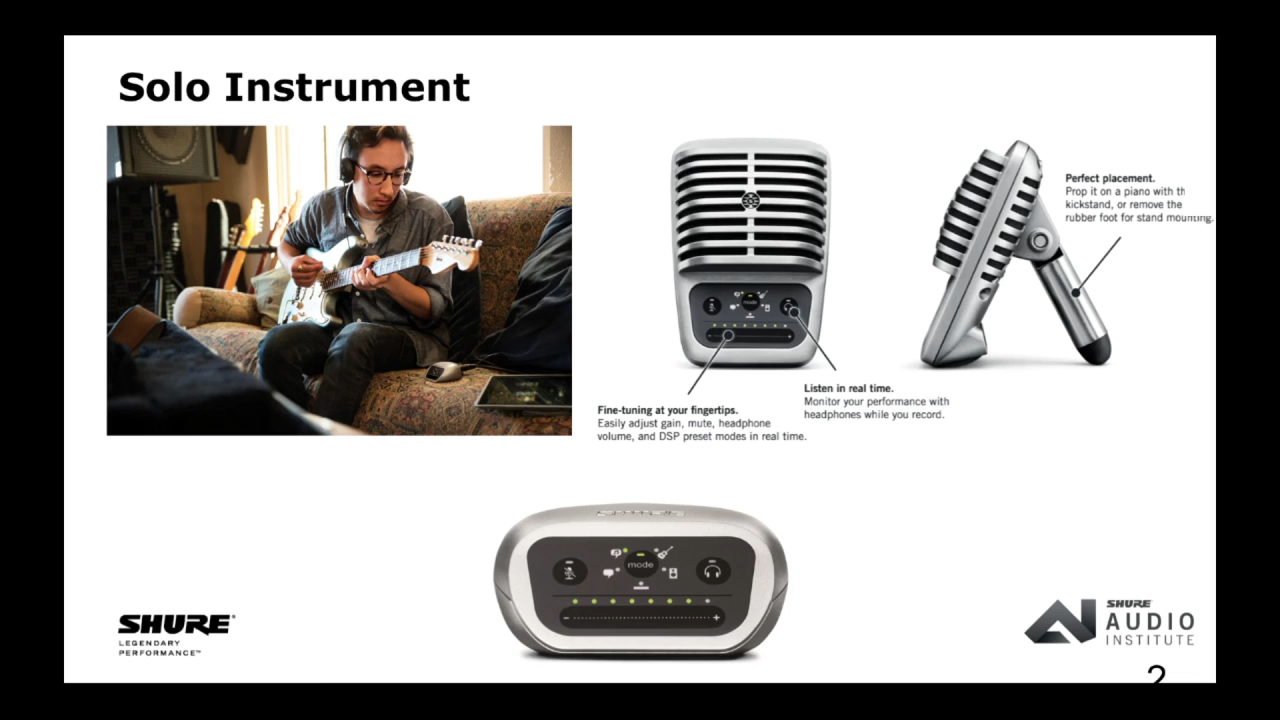 Solo Instrument
Perfect placement.
Prop it on a piano with th
kickstand, or remove the
rubber foot for stand mounting.
mode
Listen in real time.
Monitor your performance with
headphones while you record.
Fine-tuning at your fingertips.
Easily adjust gain, mute, headphone
volume, and DSP preset modes in real time.
mode
- +
SHURE®
LEGENDARY
PERFORMANCE™
SHURE
AUDIO
INSTITUTE
2